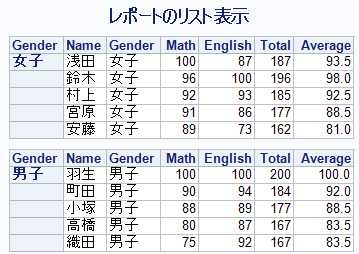 レポートのリスト表示
Gender Name Gender Math English Total Average
女子 浅田 女子 100 87 187 93.5
鈴木 女子 96 100 196 98.0
村上 女子 92 93 185 92.5
宮原 女子 91 86 177 88.5
安藤 女子 89 73 162 81.0
Gender Name Gender Math English Total Average
男子 羽生 男子 100 100 200 100.0
町田 男子 90 94 184 92.0
小塚 男子 88 89 177 88.5
高橋 男子 80 87 167 83.5
織田 男子 75 92 167 83.5